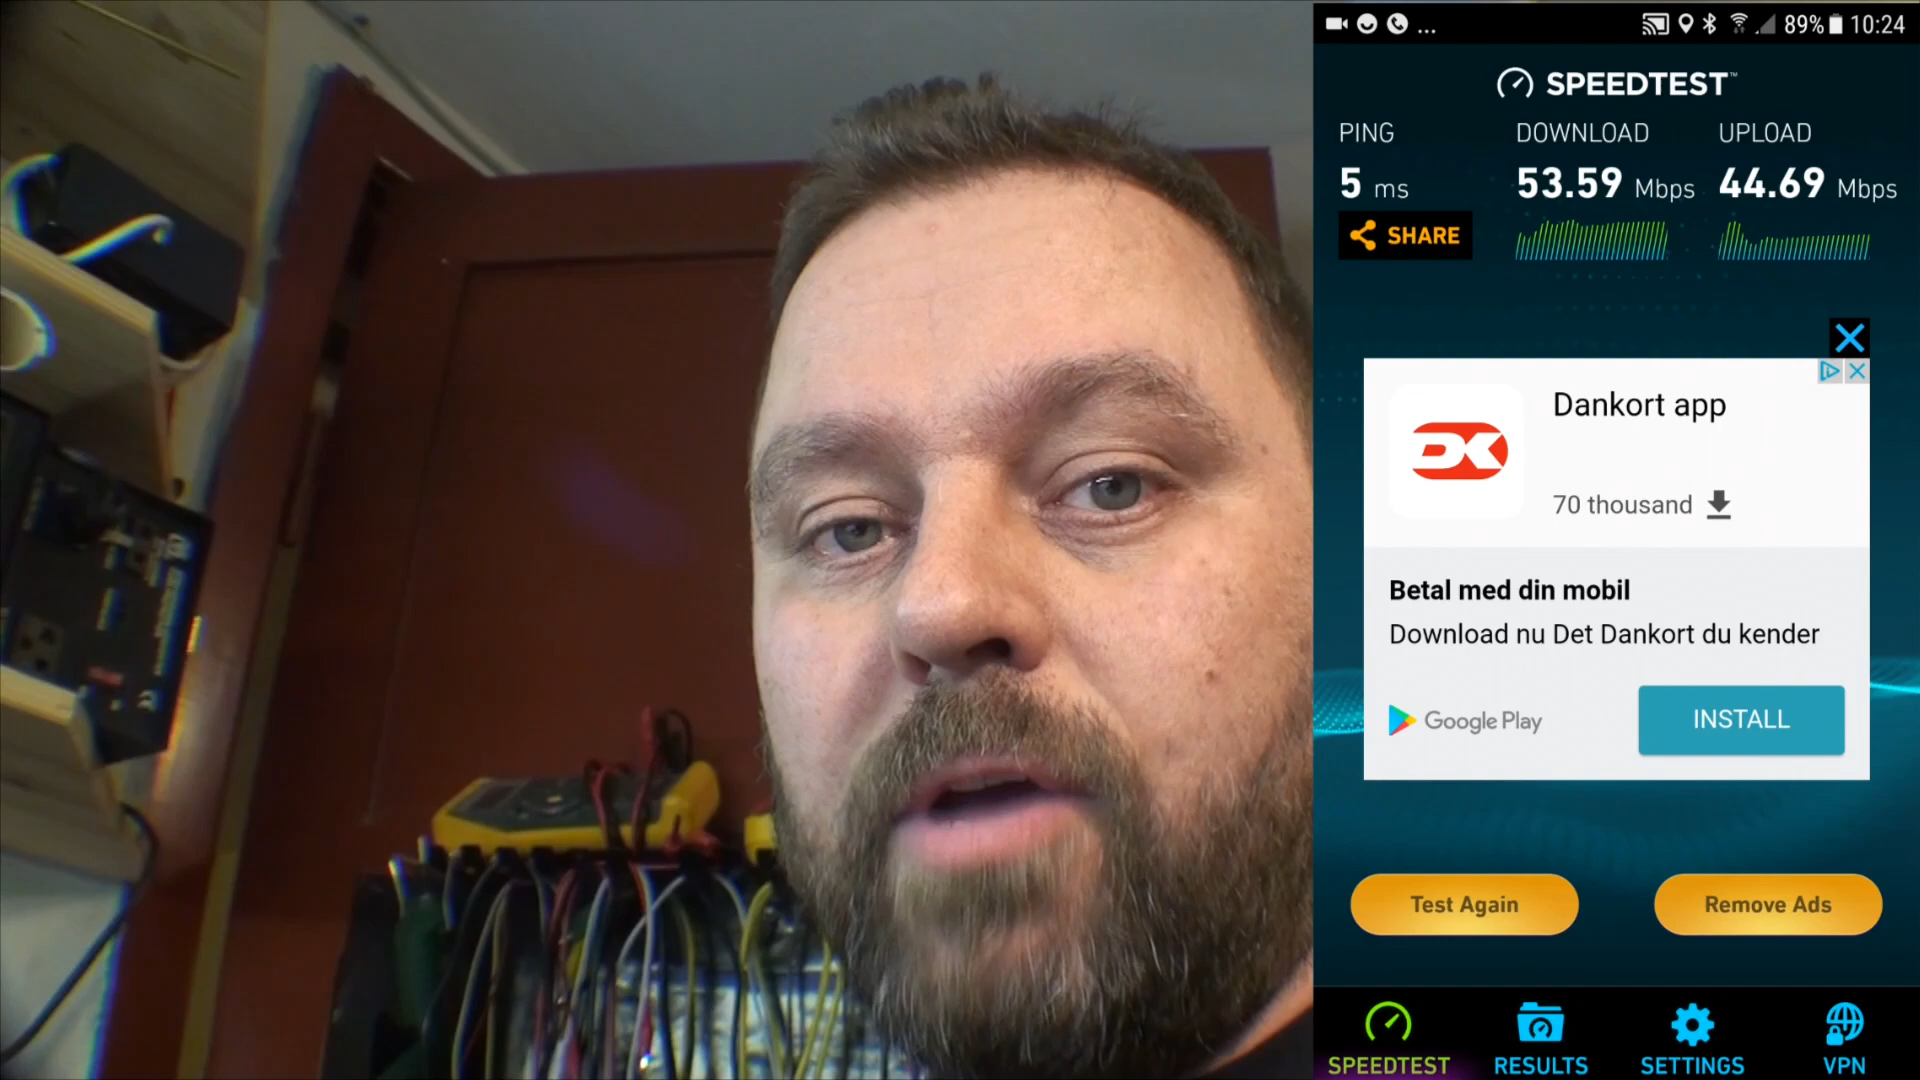 ... 89% 10:24
SPEEDTEST™
PING DOWNLOAD UPLOAD
5 ms 53.59 Mbps 44.69 Mbps
SHARE
DK
Dankort app
70 thousand
Betal med din mobil
Download nu Det Dankort du kender
Google Play
INSTALL
Test Again Remove Ads
SPEEDTEST RESULTS SETTINGS VPN